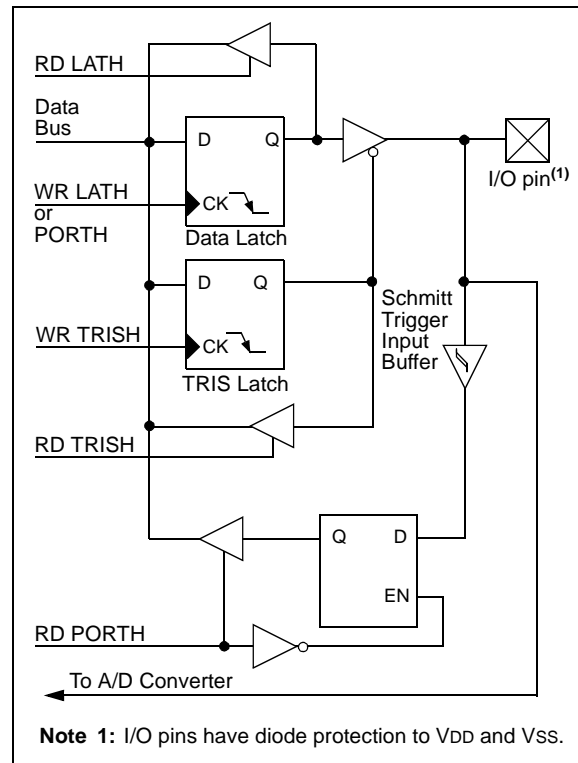 RD LATH
Data
Bus
D
Q
I/O pin(1)
WR LATH
or
PORTH
CK
Data Latch
D
Q
Schmitt
Trigger
Input
Buffer
WR TRISH
CK
TRIS Latch
RD TRISH
Q
D
EN
RD PORTH
To A/D Converter
Note 1: I/O pins have diode protection to VDD and VSS.